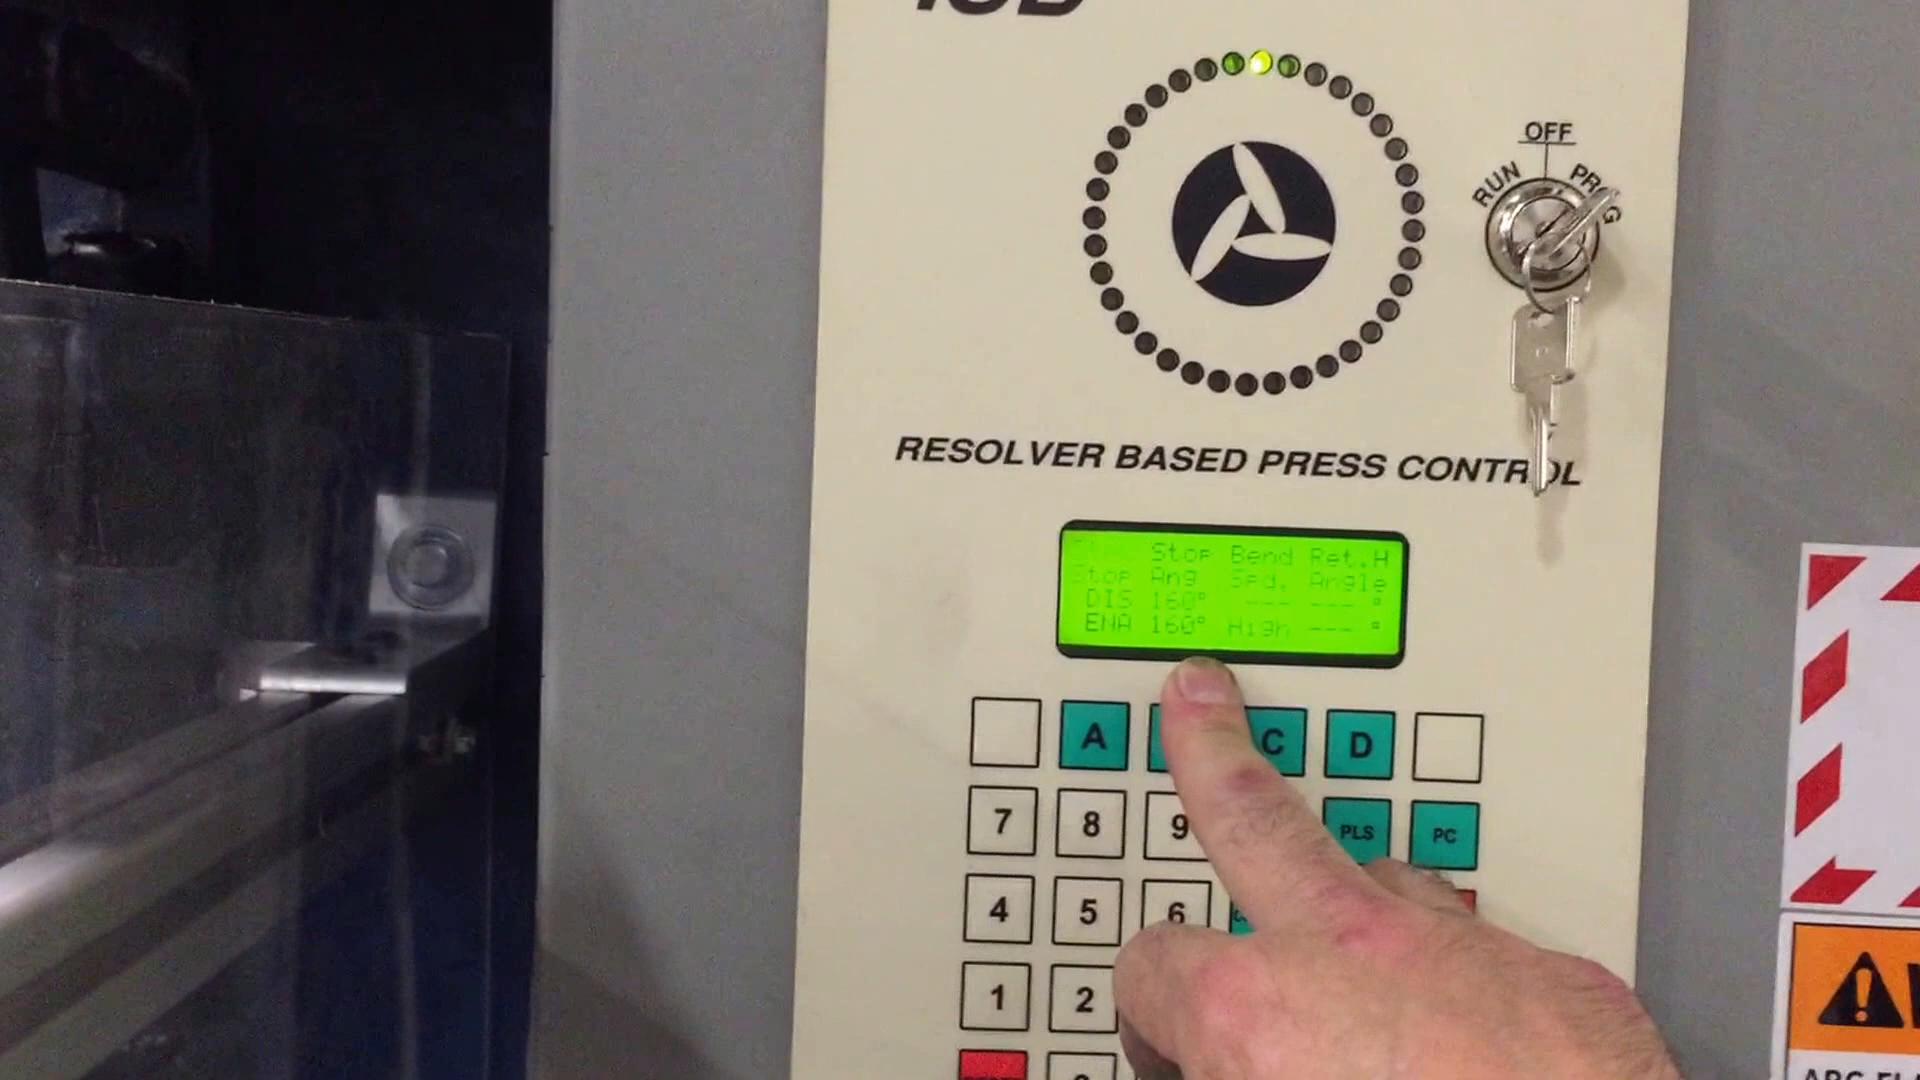 OFF
RUN
RESOLVER BASED PRESS CONTROL
Stop Bend Ret.H
Stop Ang Spd. Angle
DIS 160° --- --- °
ENA 160° High --- °
A
C
D
7
8
9
PLS
PC
4
5
6
1
2